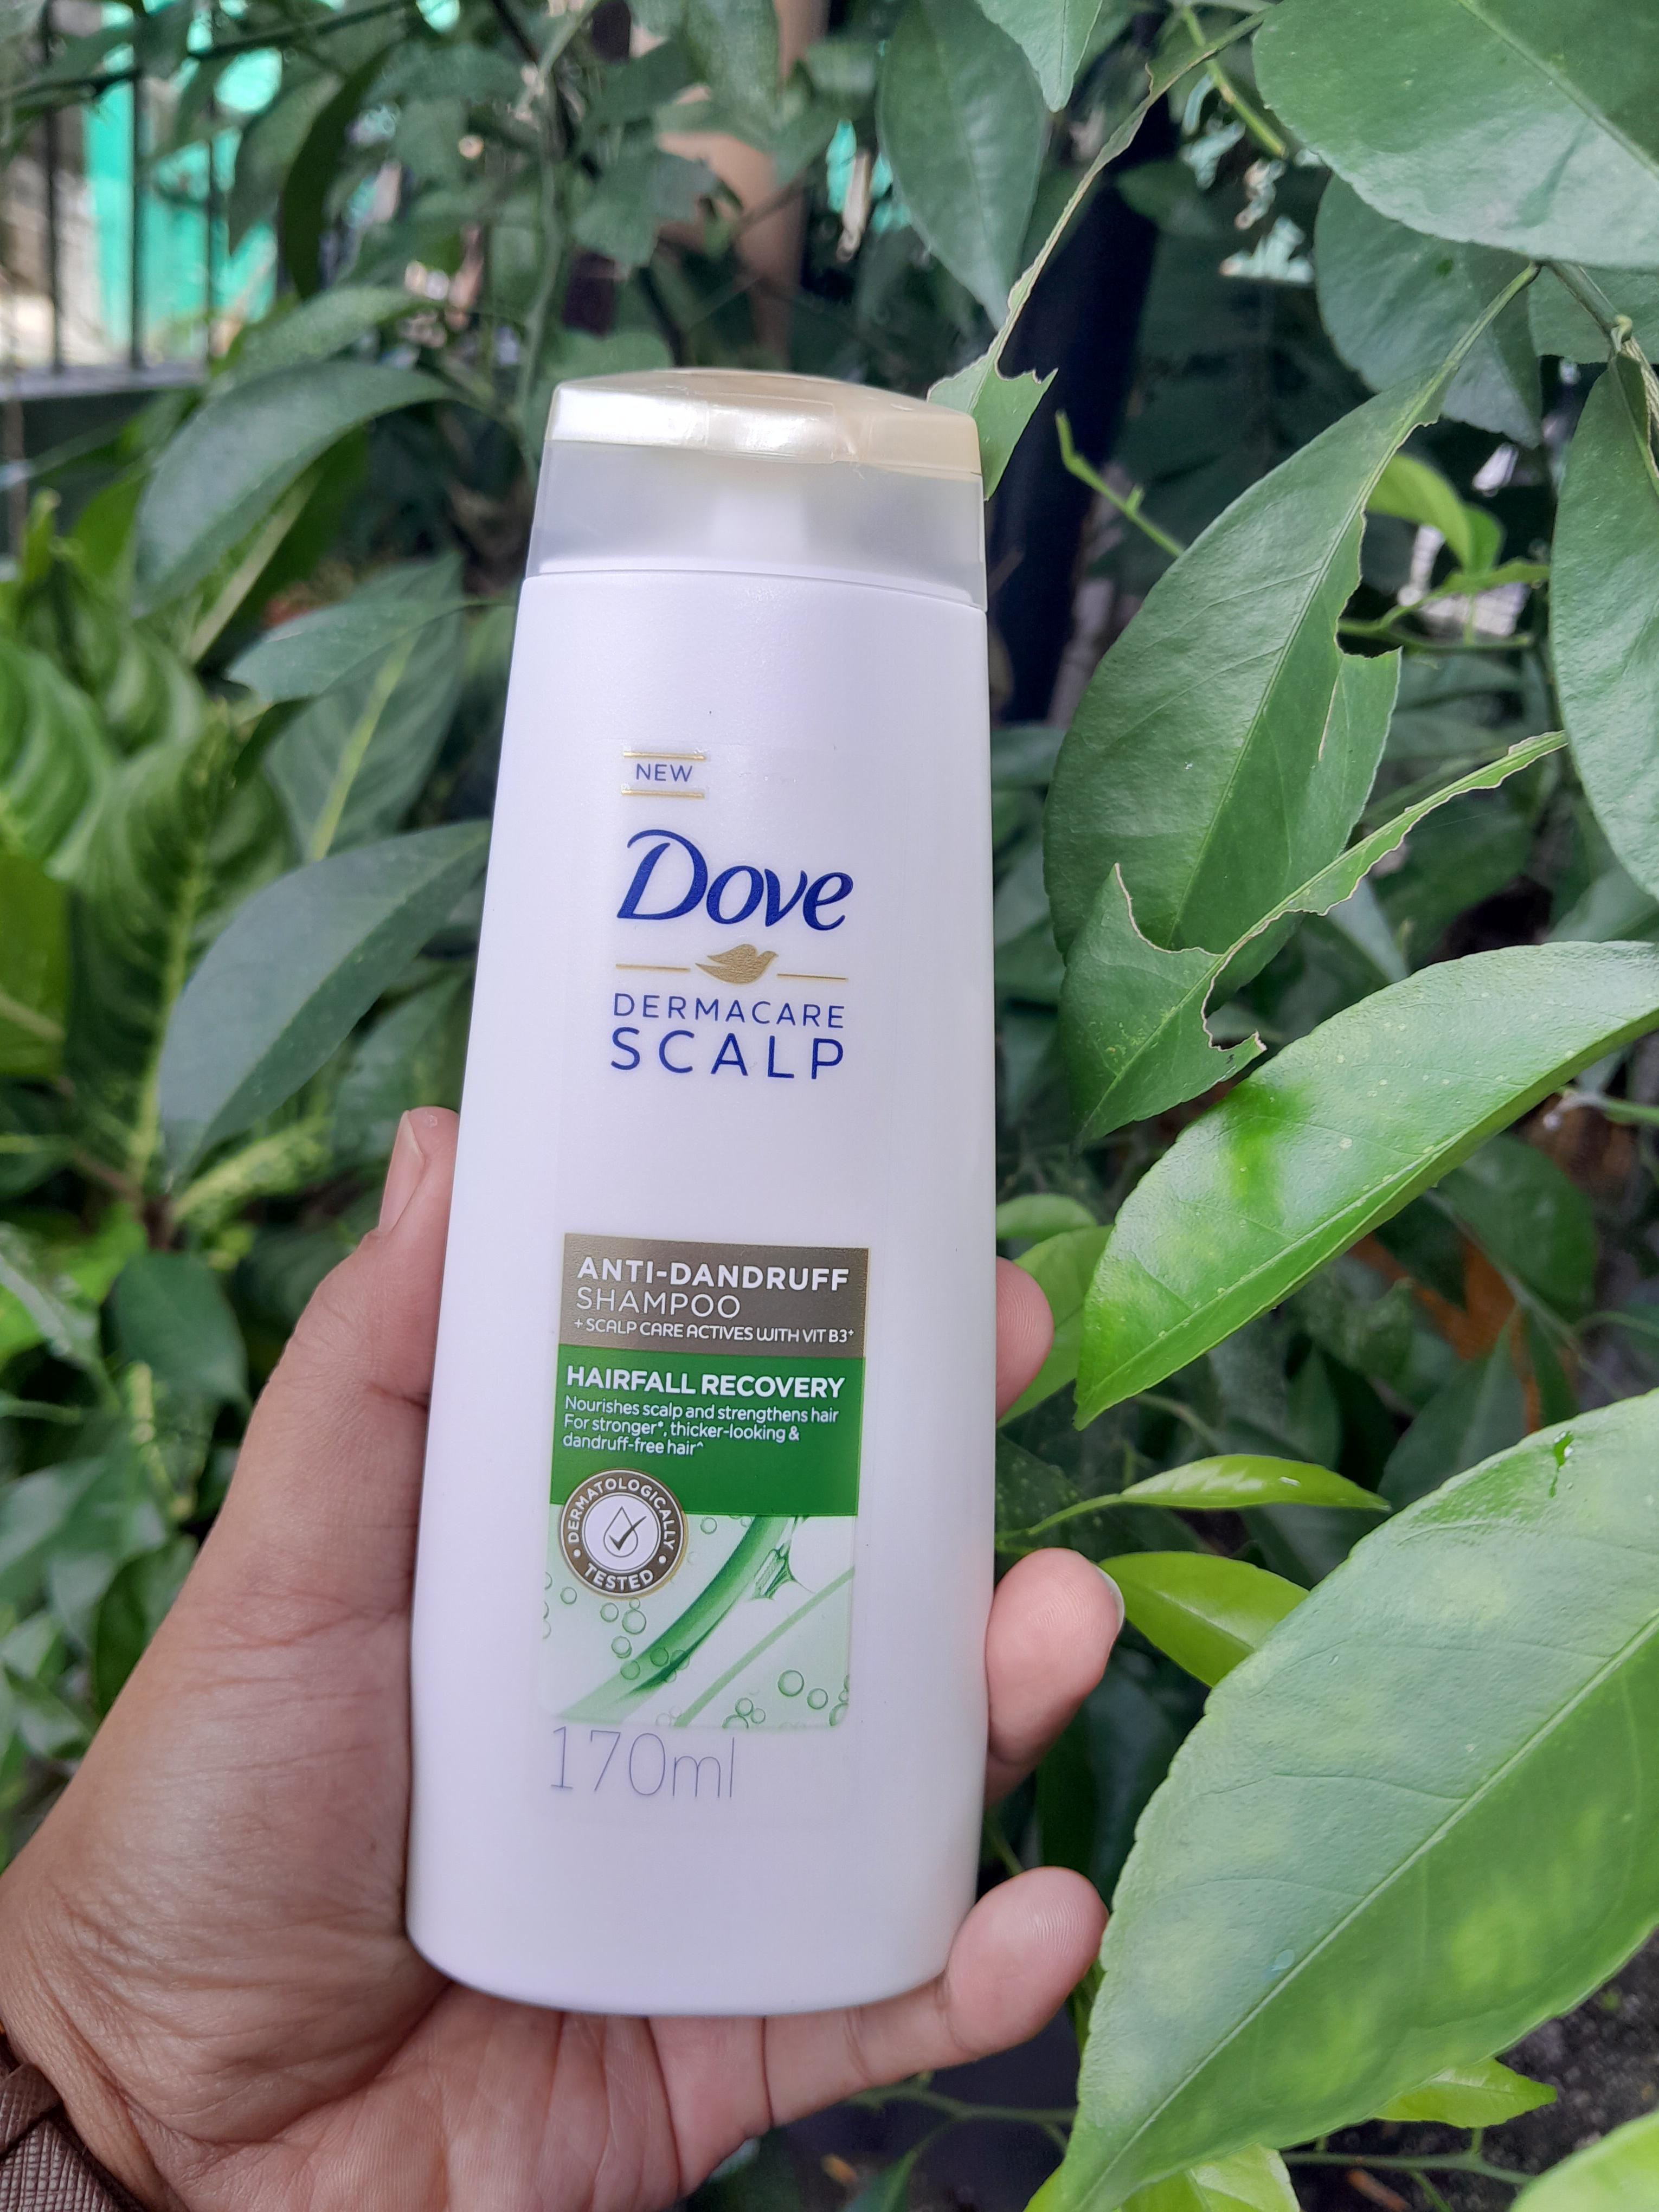 NEW
Dove
DERMACARE
SCALP
ANTI-DANDRUFF
SHAMPOO
+ SCALP CARE ACTIVES WITH VIT B3⁺
HAIRFALL RECOVERY
Nourishes scalp and strengthens hair
For stronger*, thicker-looking &
dandruff-free hair^
• DERMATOLOGICALLY •
TESTED
170ml